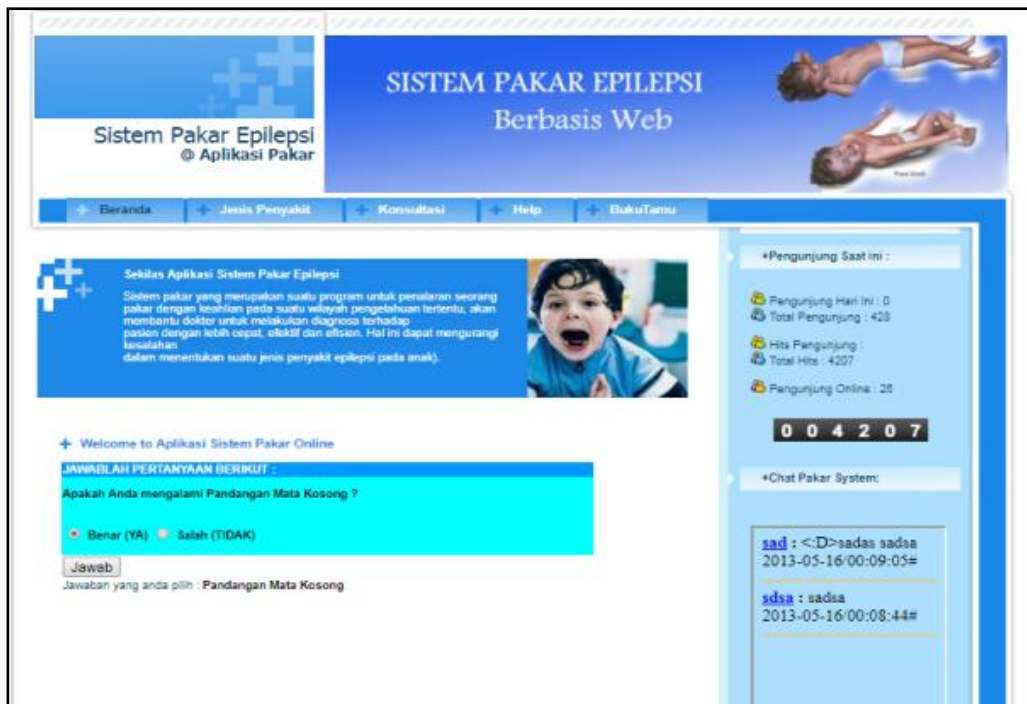 Sistem Pakar Epilepsi
@ Aplikasi Pakar
SISTEM PAKAR EPILEPSI
Berbasis Web
Beranda
Jenis Penyakit
Konsultasi
Help
BukuTamu
Sekilas Aplikasi Sistem Pakar Epilepsi
Sistem pakar yang merupakan suatu program untuk penalaran seorang
pakar dengan keahlian pada suatu wilayah pengetahuan tertentu, akan
membantu dokter untuk melakukan diagnosa terhadap
pasien dengan lebih cepat, efektif dan efisien. Hal ini dapat mengurangi
kesalahan
dalam menentukan suatu jenis penyakit epilepsi pada anak).
Welcome to Aplikasi Sistem Pakar Online
JAWABLAH PERTANYAAN BERIKUT :
Apakah Anda mengalami Pandangan Mata Kosong ?
Benar (YA) Salah (TIDAK)
Jawab
Jawaban yang anda pilih : Pandangan Mata Kosong
+Pengunjung Saat ini :
Pengunjung Hari Ini : 0
Total Pengunjung : 428
Hits Pengunjung :
Total Hits : 4207
Pengunjung Online : 26
004207
+Chat Pakar System:
sad : <:D>sadas sadsa
2013-05-16/00:09:05#
sdsa : sadsa
2013-05-16/00:08:44#